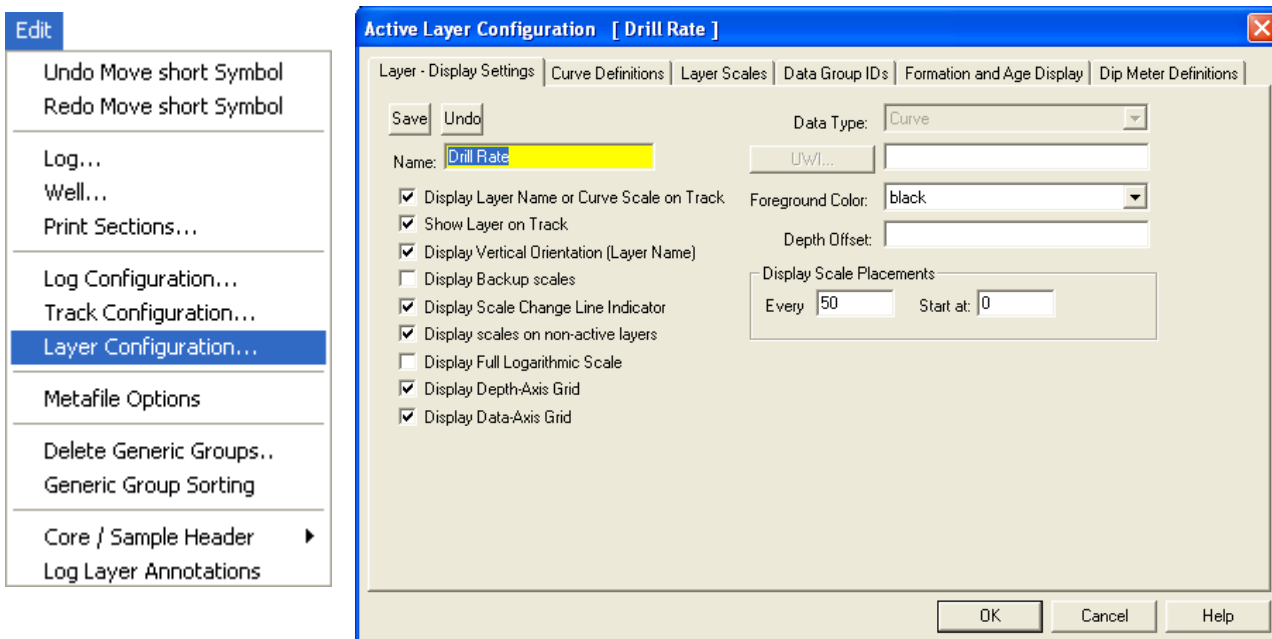 Edit
Undo Move short Symbol
Redo Move short Symbol
Log...
Well...
Print Sections...
Log Configuration...
Track Configuration...
Layer Configuration...
Metafile Options
Delete Generic Groups..
Generic Group Sorting
Core / Sample Header
Log Layer Annotations
Active Layer Configuration [ Drill Rate ]
Layer - Display Settings Curve Definitions Layer Scales Data Group IDs Formation and Age Display Dip Meter Definitions
Save Undo
Name: Drill Rate
Display Layer Name or Curve Scale on Track
Show Layer on Track
Display Vertical Orientation (Layer Name)
Display Backup scales
Display Scale Change Line Indicator
Display scales on non-active layers
Display Full Logarithmic Scale
Display Depth-Axis Grid
Display Data-Axis Grid
Data Type: Curve
UWI...
Foreground Color: black
Depth Offset:
Display Scale Placements
Every 50 Start at: 0
OK Cancel Help